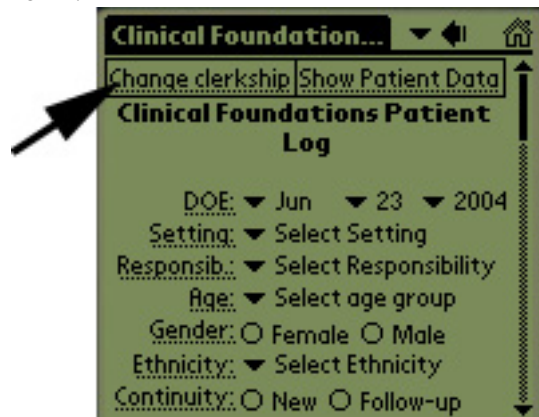 Clinical Foundation...
Change clerkship Show Patient Data
Clinical Foundations Patient
Log
DOE: Jun 23 2004
Setting: Select Setting
Responsib.: Select Responsibility
Age: Select age group
Gender: Female Male
Ethnicity: Select Ethnicity
Continuity: New Follow-up